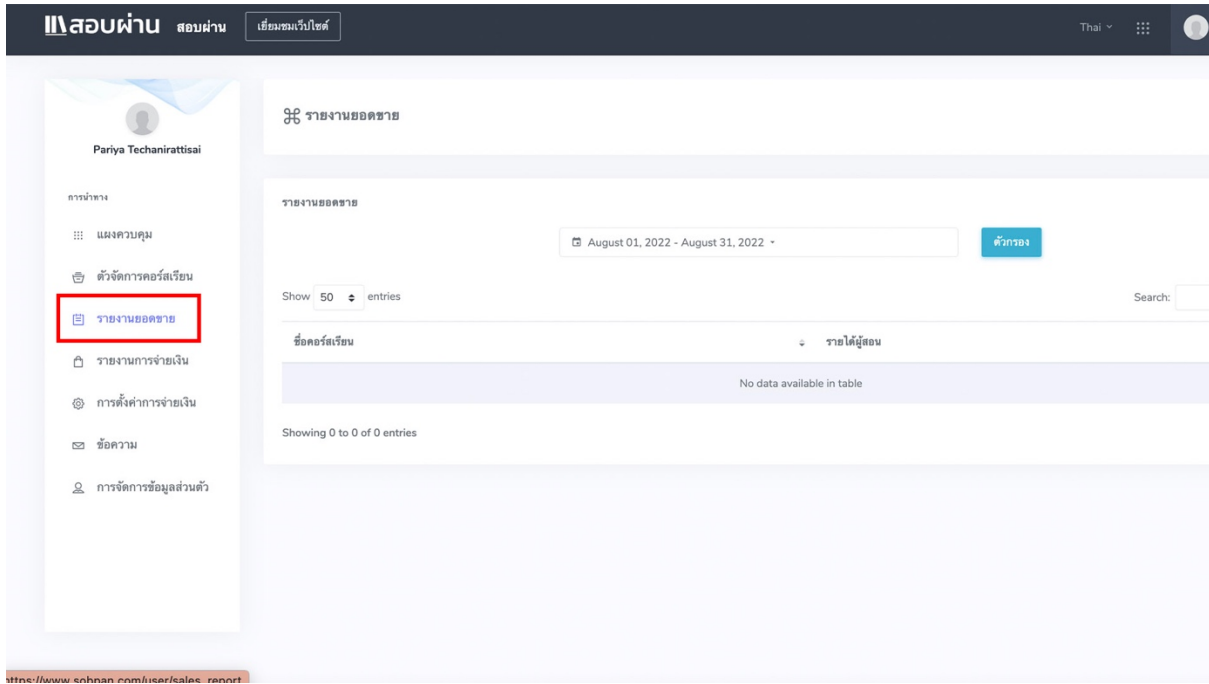 สอบผ่าน สอบผ่าน เยี่ยมชมเว็ปไซต์ Thai
Pariya Techanirattisai
รายงานยอดขาย
การนำทาง
แผงควบคุม
ตัวจัดการคอร์สเรียน
รายงานยอดขาย
รายงานการจ่ายเงิน
การตั้งค่าการจ่ายเงิน
ข้อความ
การจัดการข้อมูลส่วนตัว
รายงานยอดขาย
August 01, 2022 - August 31, 2022 ตัวกรอง
Show 50 entries Search:
ชื่อคอร์สเรียน รายได้ผู้สอน
No data available in table
Showing 0 to 0 of 0 entries
https://www.sobpan.com/user/sales_report